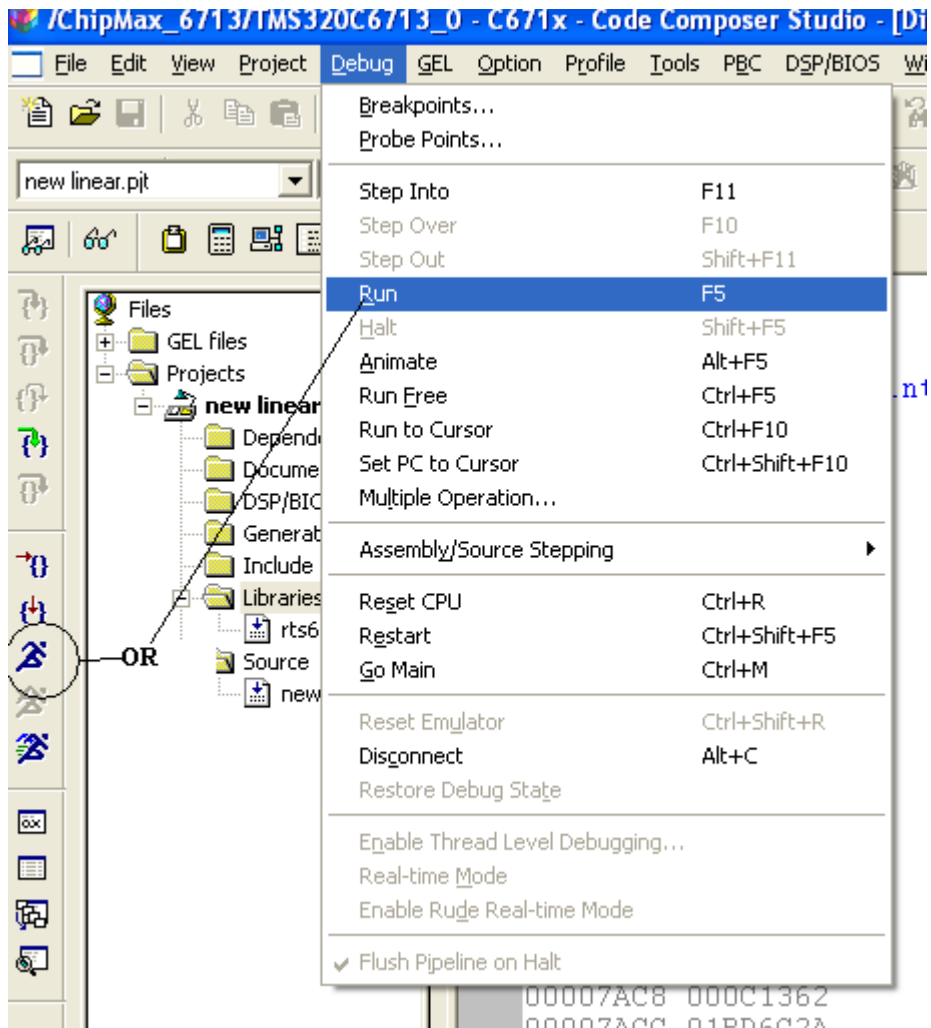 /ChipMax_6713/TMS320C6713_0 - C671x - Code Composer Studio - [Di
File Edit View Project Debug GEL Option Profile Tools PBC DSP/BIOS Wi
new linear.pjt
Breakpoints...
Probe Points...
Step Into F11
Step Over F10
Step Out Shift+F11
Run F5
Halt Shift+F5
Animate Alt+F5
Run Free Ctrl+F5
Run to Cursor Ctrl+F10
Set PC to Cursor Ctrl+Shift+F10
Multiple Operation...
Assembly/Source Stepping
Reset CPU Ctrl+R
Restart Ctrl+Shift+F5
Go Main Ctrl+M
Reset Emulator Ctrl+Shift+R
Disconnect Alt+C
Restore Debug State
Enable Thread Level Debugging...
Real-time Mode
Enable Rude Real-time Mode
Flush Pipeline on Halt
Files
GEL files
Projects
new linear
Depende
Docume
DSP/BIO
Generat
Include
Libraries
rts6
Source
new
OR
00007AC8 000C1362
00007ACC 01BD6C2A